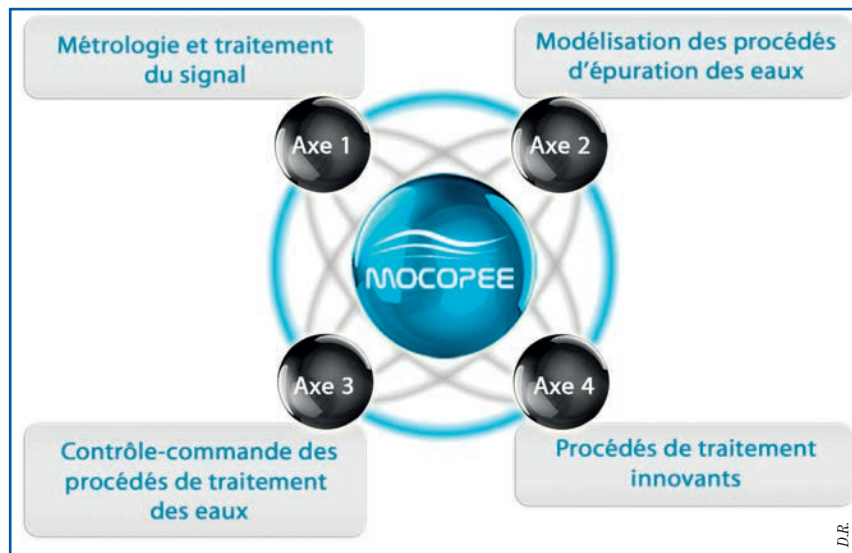 Métrologie et traitement
du signal
Modélisation des procédés
d'épuration des eaux
Axe 1
Axe 2
MOCOPEE
Axe 3
Axe 4
Contrôle-commande des
procédés de traitement
des eaux
Procédés de traitement
innovants
D.R.